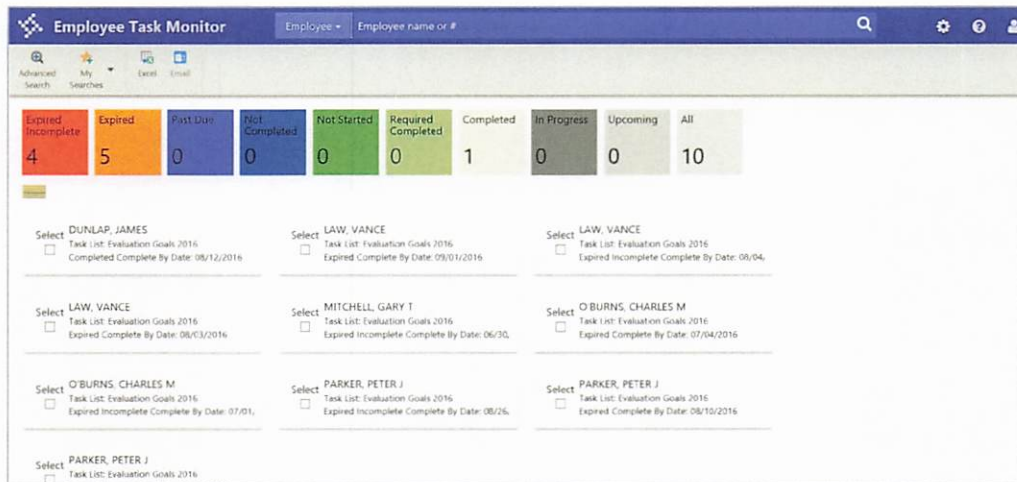 Employee Task Monitor Employee Employee name or #
Advanced Search My Searches Excel Email
Expired Incomplete Expired Past Due Not Completed Not Started Required Completed Completed In Progress Upcoming All
4 5 0 0 0 0 1 0 0 10
Select DUNLAP, JAMES
Task List: Evaluation Goals 2016
Completed Complete By Date: 08/12/2016
Select LAW, VANCE
Task List: Evaluation Goals 2016
Expired Complete By Date: 09/01/2016
Select LAW, VANCE
Task List: Evaluation Goals 2016
Expired Incomplete Complete By Date: 08/04,
Select LAW, VANCE
Task List: Evaluation Goals 2016
Expired Complete By Date: 08/03/2016
Select MITCHELL, GARY T
Task List: Evaluation Goals 2016
Expired Incomplete Complete By Date: 06/30,
Select O'BURNS, CHARLES M
Task List: Evaluation Goals 2016
Expired Complete By Date: 07/04/2016
Select O'BURNS, CHARLES M
Task List: Evaluation Goals 2016
Expired Incomplete Complete By Date: 07/01,
Select PARKER, PETER J
Task List: Evaluation Goals 2016
Expired Incomplete Complete By Date: 08/26,
Select PARKER, PETER J
Task List: Evaluation Goals 2016
Expired Complete By Date: 08/10/2016
Select PARKER, PETER J
Task List: Evaluation Goals 2016